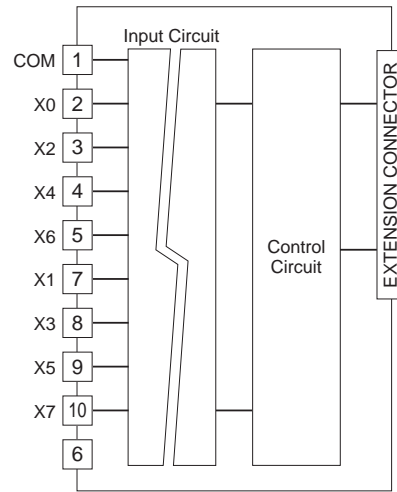 Input Circuit
COM 1
X0 2
X2 3
X4 4
X6 5
X1 7
X3 8
X5 9
X7 10
6
Control
Circuit
EXTENSION CONNECTOR